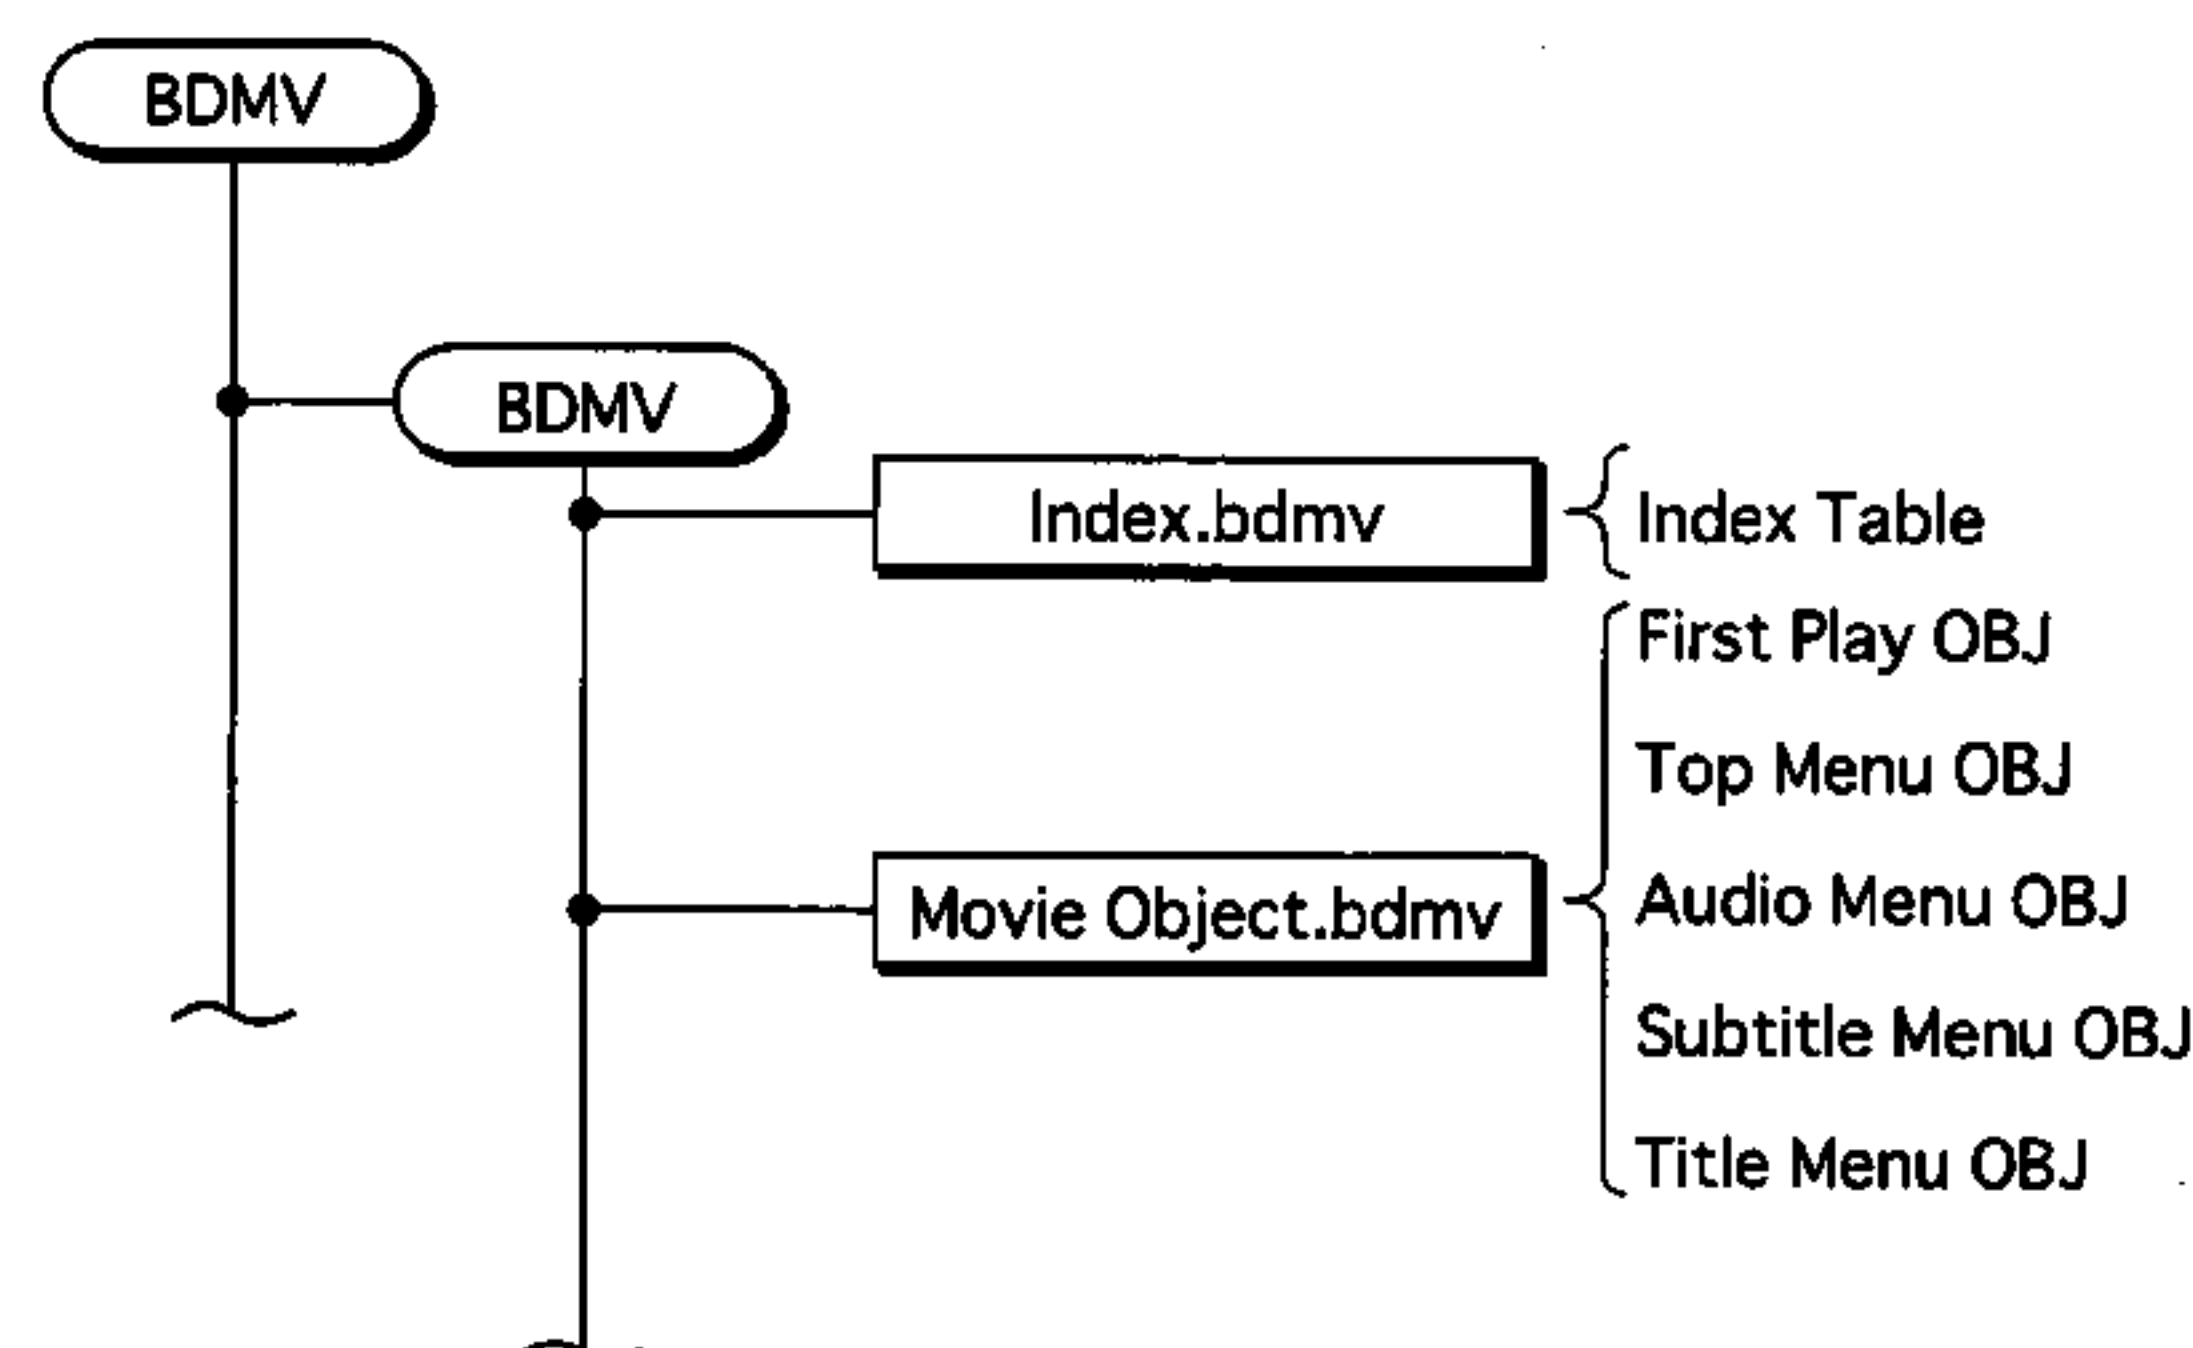 BDMV
BDMV
Index.bdmv
Index Table
First Play OBJ
Top Menu OBJ
Movie Object.bdmv
Audio Menu OBJ
Subtitle Menu OBJ
Title Menu OBJ